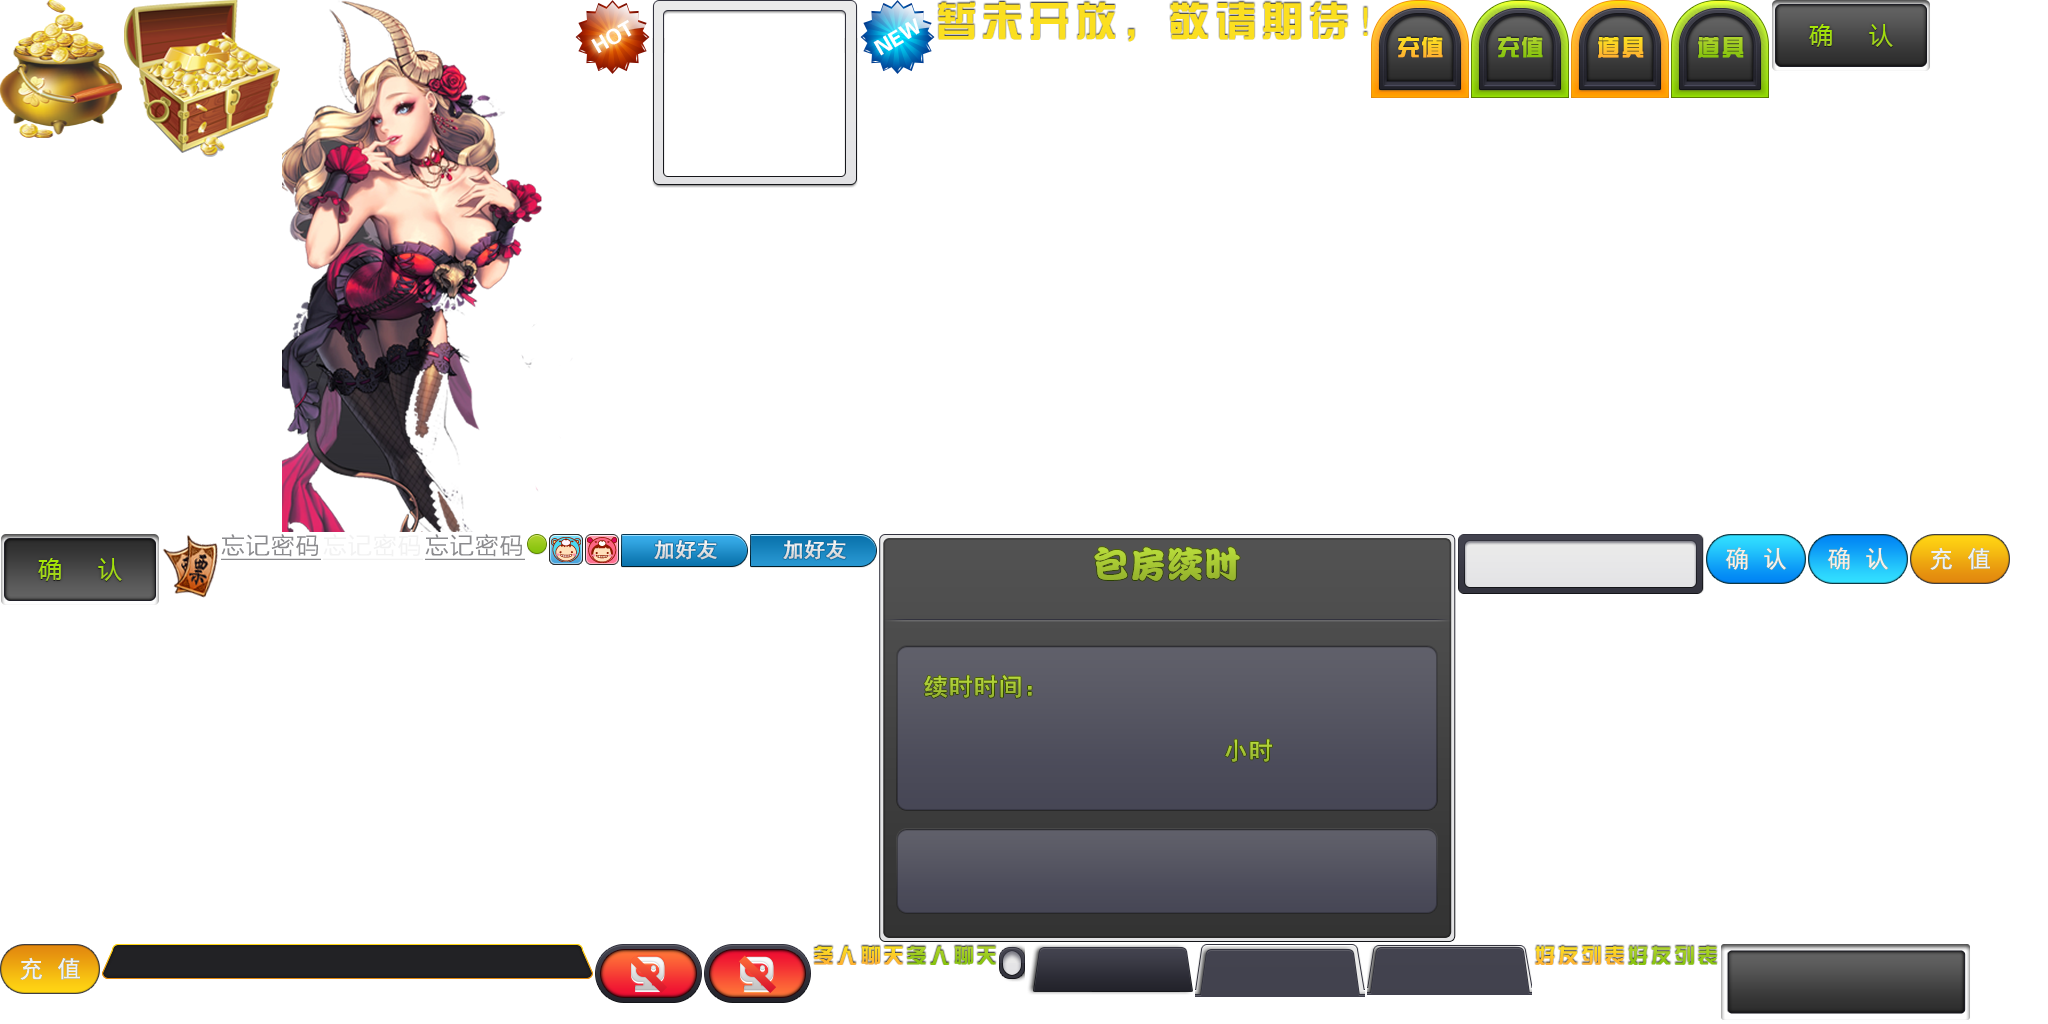 HOT
NEW
暂未开放，敬请期待！
充值
充值
道具
道具
确 认
确 认
票
忘记密码
忘记密码
忘记密码
加好友
加好友
包房续时
续时时间：
小时
确 认
确 认
充 值
充 值
多人聊天
多人聊天
好友列表
好友列表